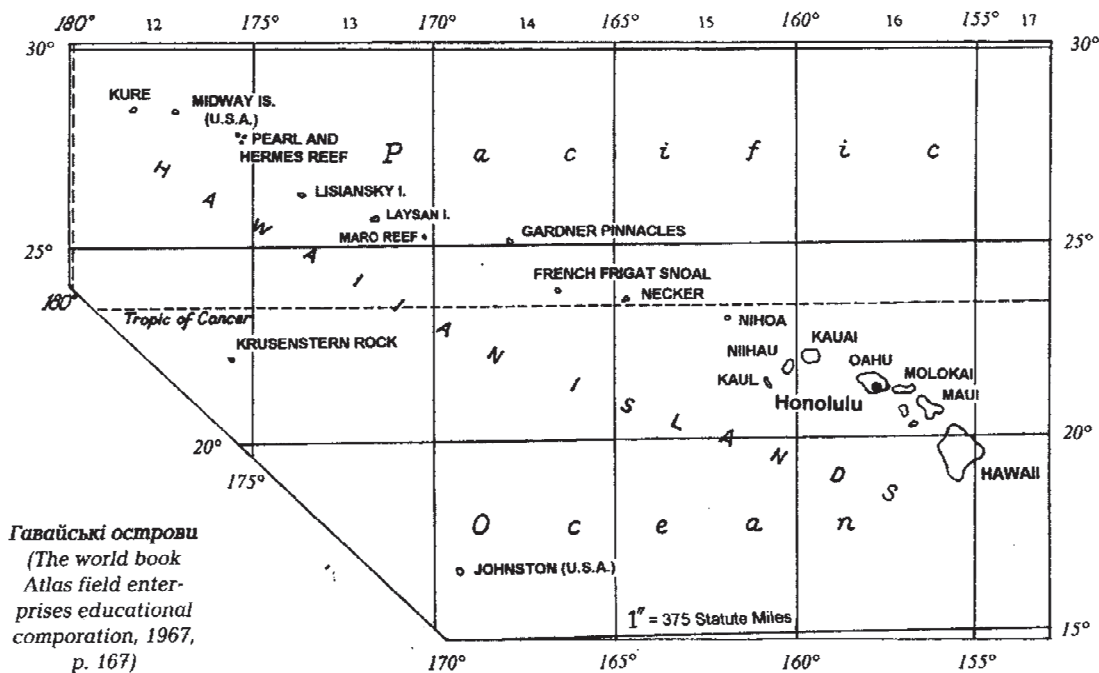 180° 12 175° 13 170° 14 165° 15 160° 16 155° 17
30° 30°
KURE
MIDWAY IS.
(U.S.A.)
PEARL AND
HERMES REEF
P a c i f i c
H A W A I I A N I S L A N D S
LISIANSKY I.
LAYSAN I.
MARO REEF
GARDNER PINNACLES
25° 25°
FRENCH FRIGAT SNOAL
NECKER
180°
Tropic of Cancer
NIHOA
KRUSENSTERN ROCK
KAUAI
NIIHAU
OAHU
KAUL
MOLOKAI
MAUI
Honolulu
20° 20°
175°
HAWAII
O c e a n
Гавайські острови
(The world book
Atlas field enter-
prises educational
comporation, 1967,
p. 167)
JOHNSTON (U.S.A.)
1" = 375 Statute Miles
15°
170° 165° 160° 155°